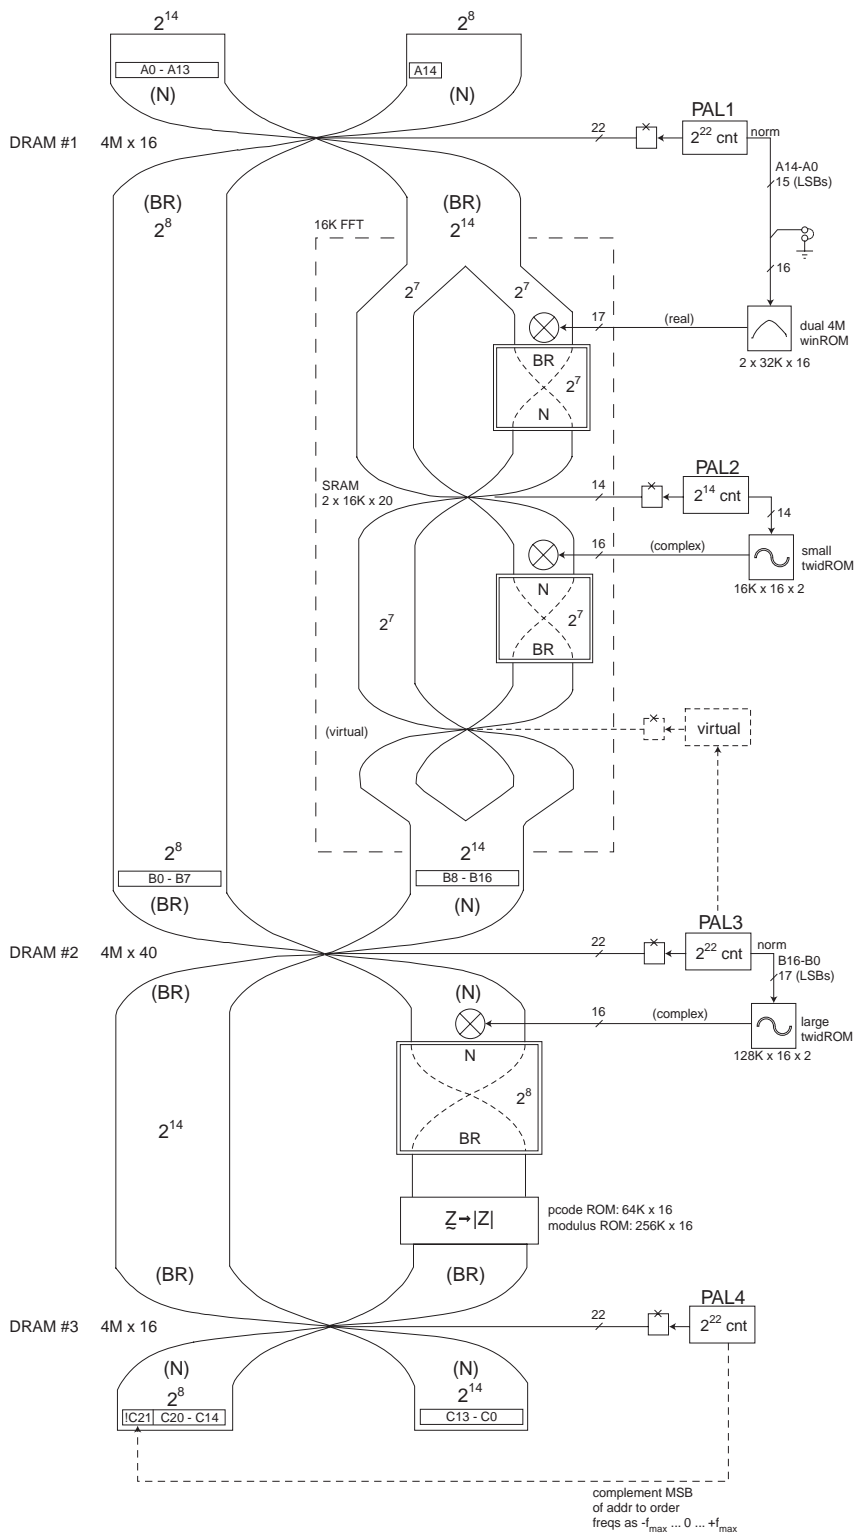 2^14 2^8
A0 - A13 A14
(N) (N)
PAL1
DRAM #1 4M x 16 22 × 2^22 cnt norm
A14-A0
15 (LSBs)
(BR) (BR)
2^8 2^14
16K FFT
16
2^7 2^7
17 (real) dual 4M
winROM
2 x 32K x 16
BR
2^7
N
PAL2
SRAM
2 x 16K x 20
14 × 2^14 cnt
14
16 (complex) small
twidROM
16K x 16 x 2
N
2^7 2^7
BR
(virtual) × virtual
2^8 2^14
B0 - B7 B8 - B16
(BR) (N)
PAL3
DRAM #2 4M x 40 22 × 2^22 cnt norm
B16-B0
17 (LSBs)
(BR) (N)
16 (complex) large
twidROM
128K x 16 x 2
N
2^8
2^14
BR
Z → |Z|
pcode ROM: 64K x 16
modulus ROM: 256K x 16
(BR) (BR)
PAL4
DRAM #3 4M x 16 22 × 2^22 cnt
(N) (N)
2^8 2^14
!C21 C20 - C14 C13 - C0
complement MSB
of addr to order
freqs as -f_max ... 0 ... +f_max